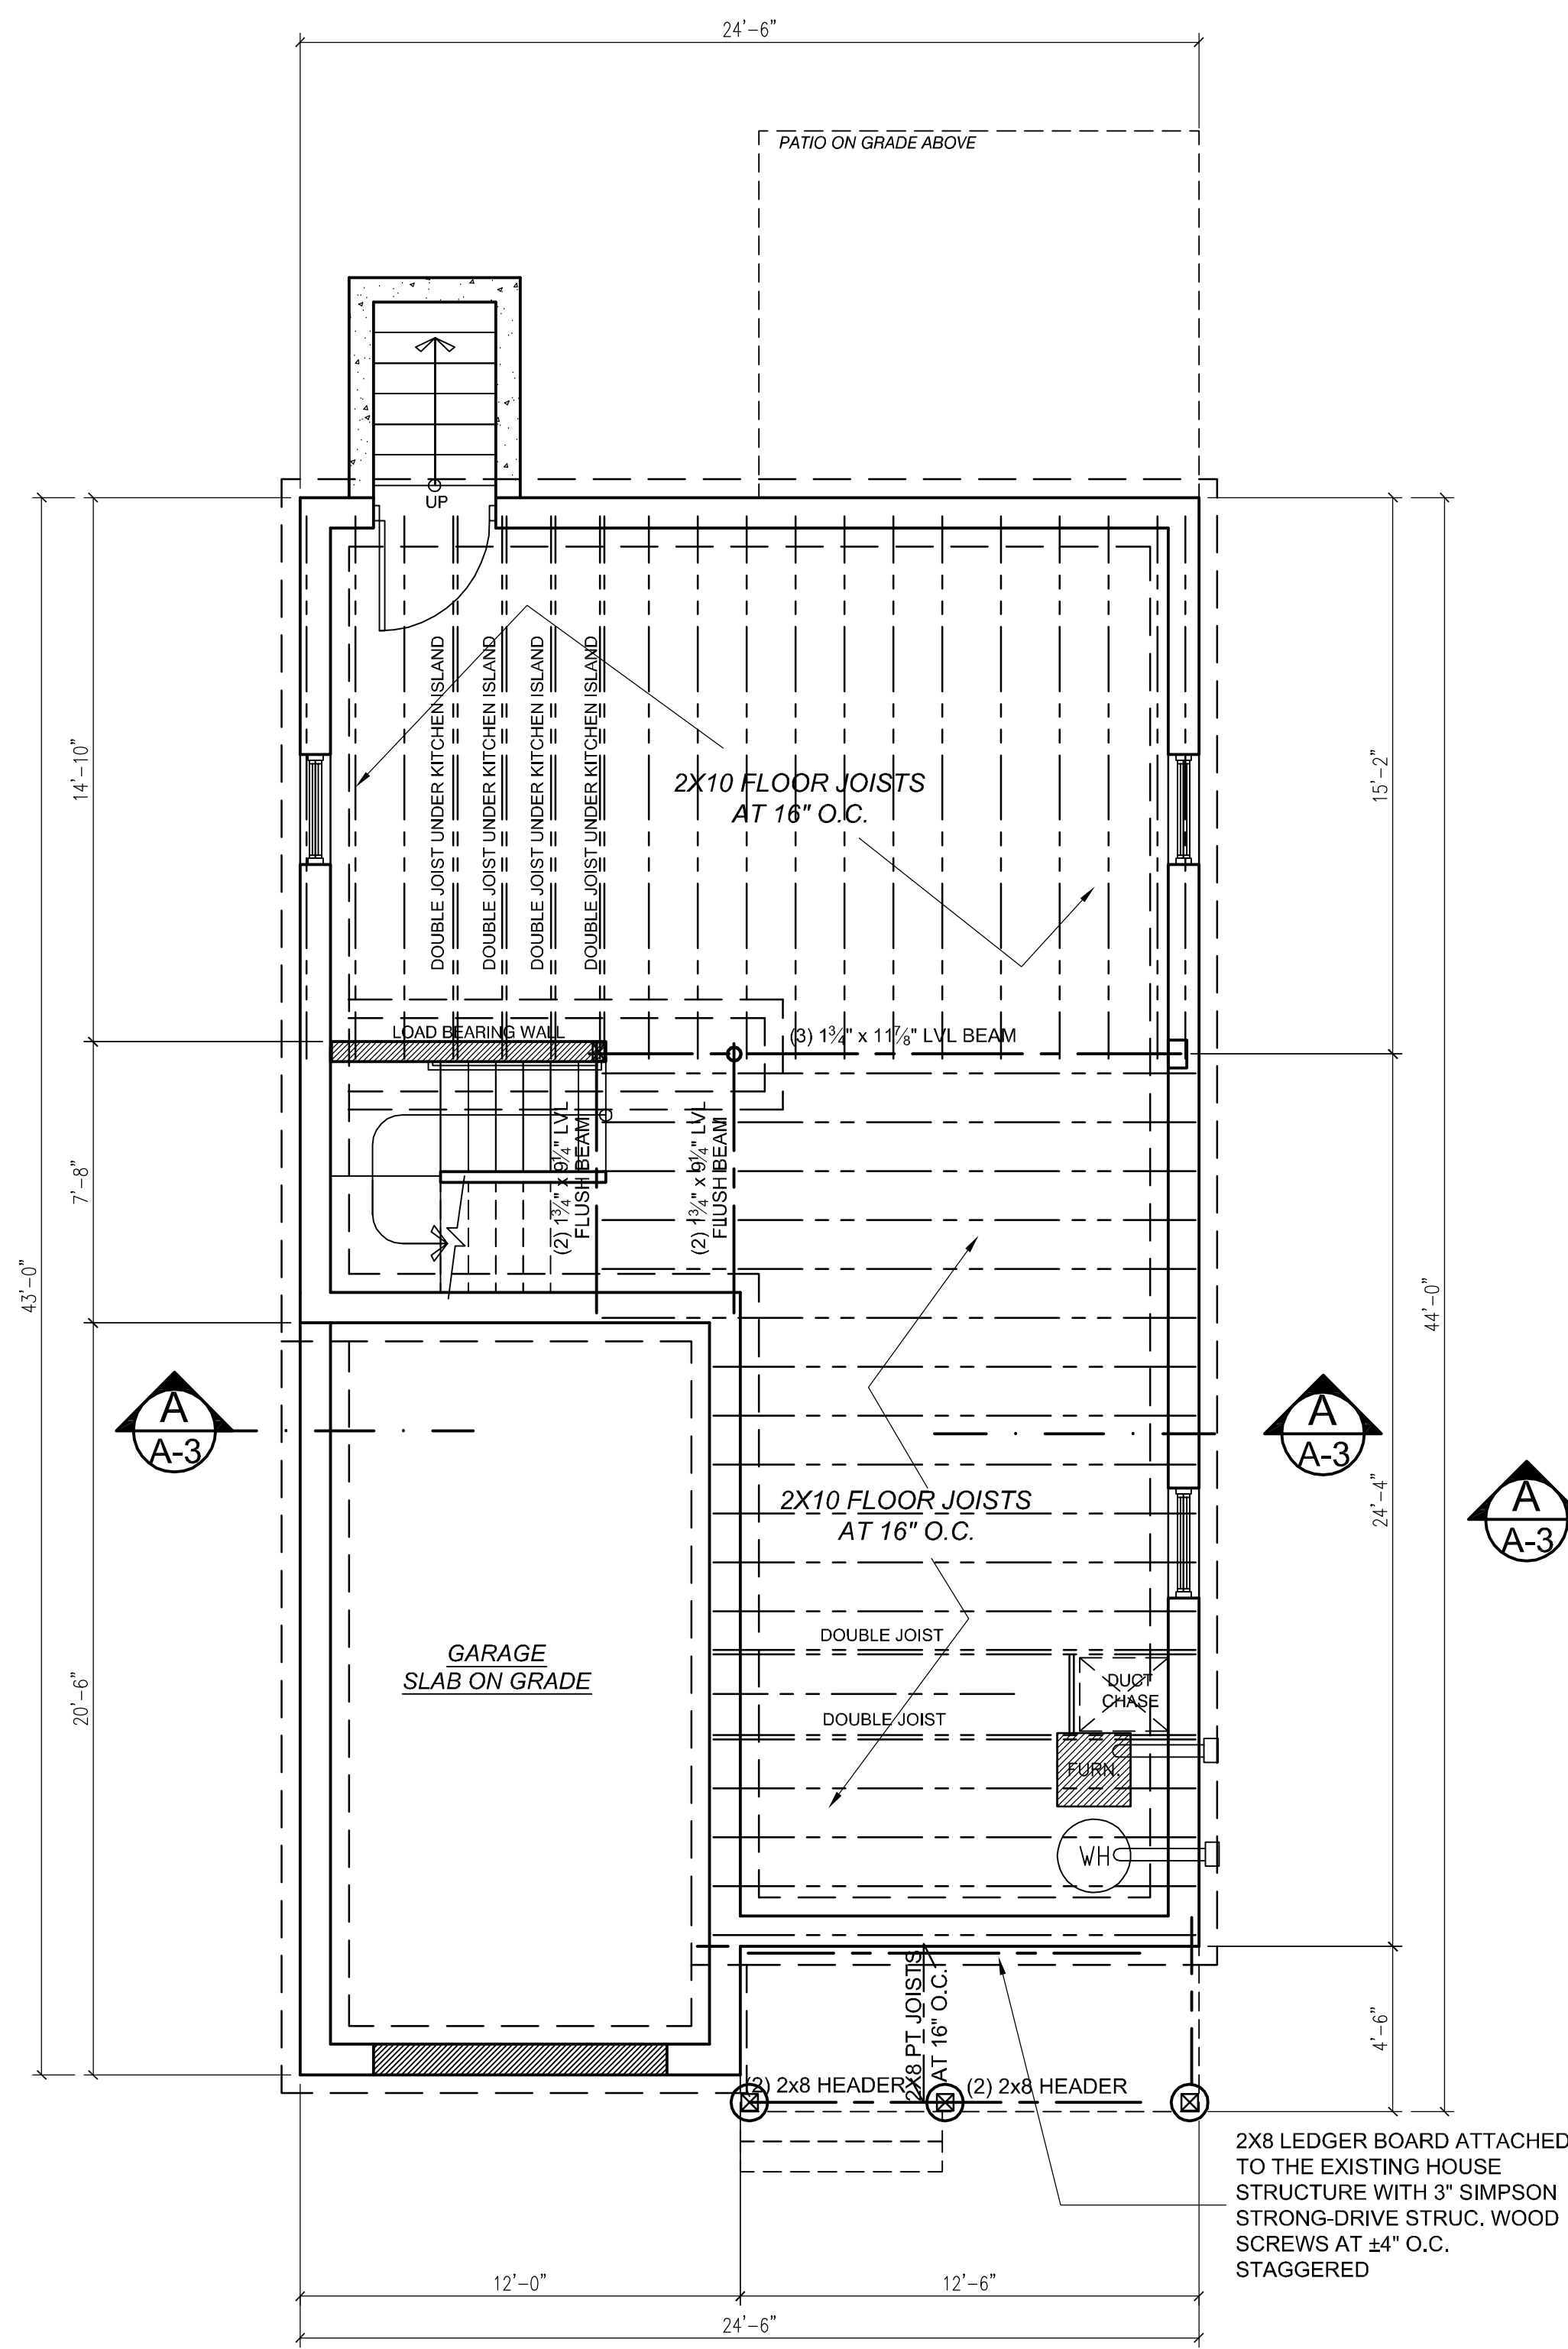 24'-6"
PATIO ON GRADE ABOVE
UP
14'-10"
15'-2"
DOUBLE JOIST UNDER KITCHEN ISLAND
DOUBLE JOIST UNDER KITCHEN ISLAND
DOUBLE JOIST UNDER KITCHEN ISLAND
DOUBLE JOIST UNDER KITCHEN ISLAND
2X10 FLOOR JOISTS
AT 16" O.C.
LOAD BEARING WALL
(3) 1¾" x 11⅞" LVL BEAM
(2) 1¾" x 9¼" LVL
FLUSH BEAM
(2) 1¾" x 9¼" LVL
FLUSH BEAM
7'-8"
43'-0"
44'-0"
A
A-3
A
A-3
A
A-3
24'-4"
2X10 FLOOR JOISTS
AT 16" O.C.
20'-6"
GARAGE
SLAB ON GRADE
DOUBLE JOIST
DUCT
CHASE
DOUBLE JOIST
FURN.
WH
2X8 PT JOISTS
AT 16" O.C.
4'-6"
(2) 2x8 HEADER
(2) 2x8 HEADER
2X8 LEDGER BOARD ATTACHED
TO THE EXISTING HOUSE
STRUCTURE WITH 3" SIMPSON
STRONG-DRIVE STRUC. WOOD
SCREWS AT ±4" O.C.
STAGGERED
12'-0"
12'-6"
24'-6"